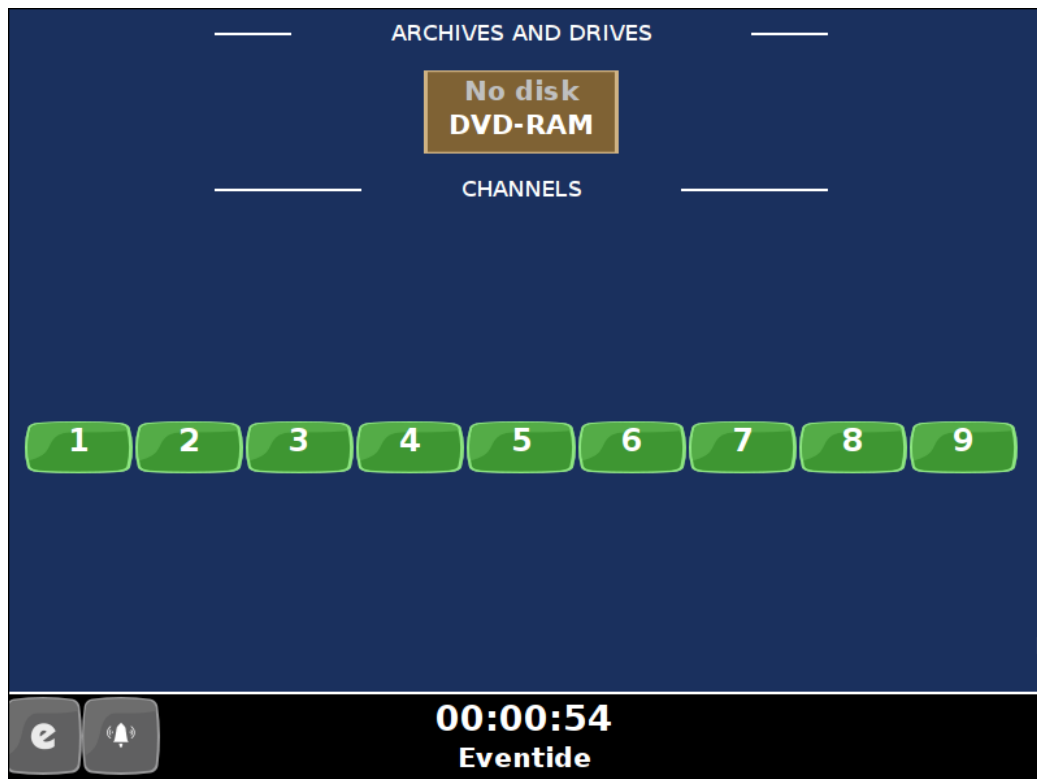 ARCHIVES AND DRIVES
No disk
DVD-RAM
CHANNELS
1 2 3 4 5 6 7 8 9
e
00:00:54
Eventide